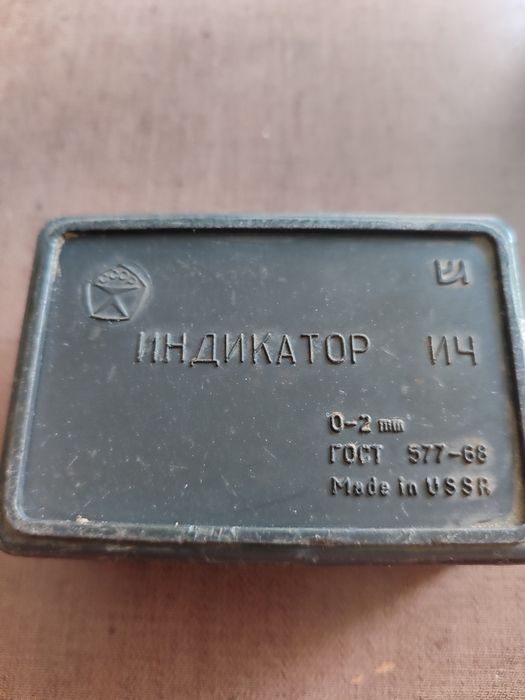 ИНДИКАТОР ИЧ
0-2 mm
ГОСТ 577-68
Made in USSR